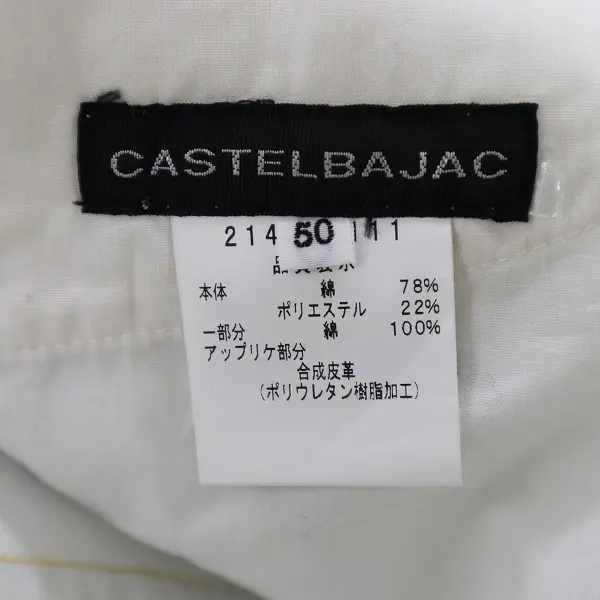 CASTELBAJAC
214
50
111
品質表示
本体 綿 78%
ポリエステル 22%
一部分 綿 100%
アップリケ部分
合成皮革
(ポリウレタン樹脂加工)